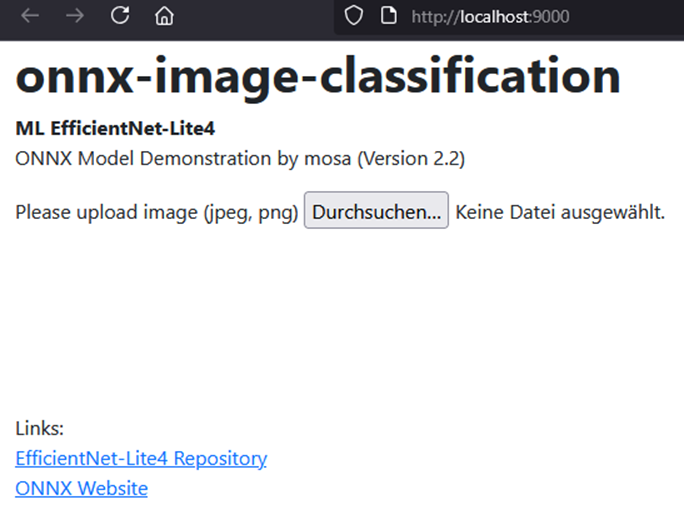 http://localhost:9000
onnx-image-classification
ML EfficientNet-Lite4
ONNX Model Demonstration by mosa (Version 2.2)
Please upload image (jpeg, png) Durchsuchen... Keine Datei ausgewählt.
Links:
EfficientNet-Lite4 Repository
ONNX Website